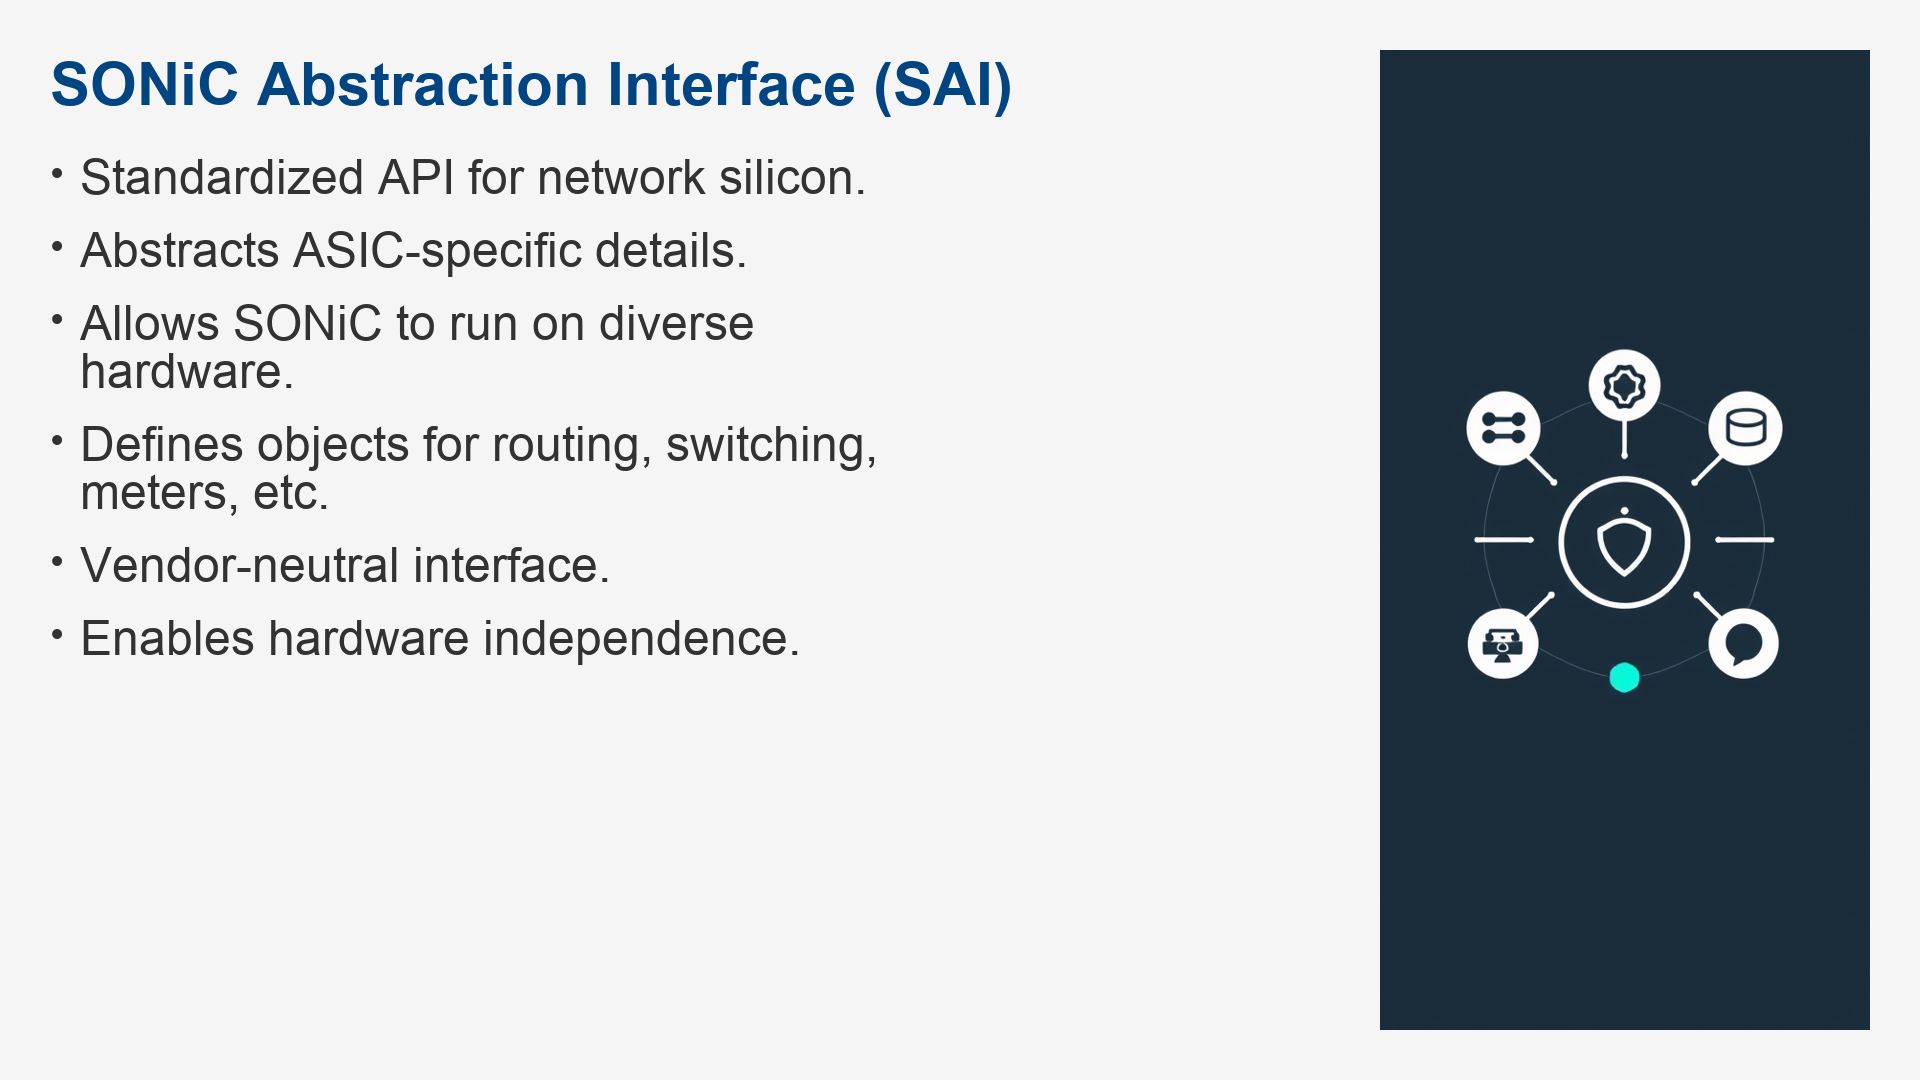 SONiC Abstraction Interface (SAI)
• Standardized API for network silicon.
• Abstracts ASIC-specific details.
• Allows SONiC to run on diverse
hardware.
• Defines objects for routing, switching,
meters, etc.
• Vendor-neutral interface.
• Enables hardware independence.